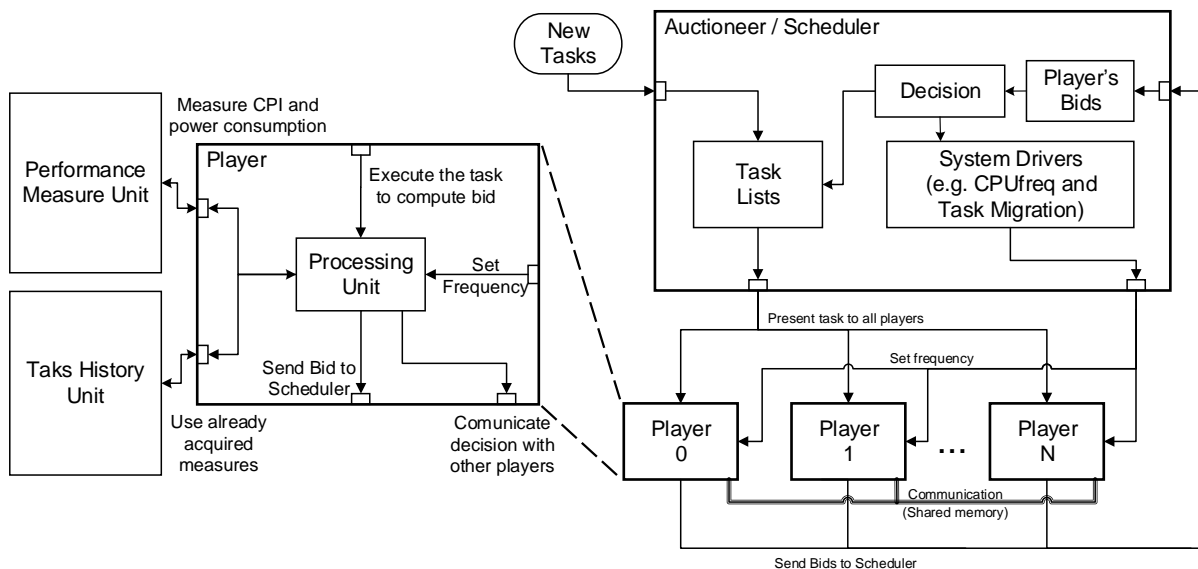 New
Tasks
Auctioneer / Scheduler
Player's
Bids
Decision
Task
Lists
System Drivers
(e.g. CPUfreq and
Task Migration)
Measure CPI and
power consumption
Performance
Measure Unit
Player
Execute the task
to compute bid
Processing
Unit
Set
Frequency
Taks History
Unit
Send Bid to
Scheduler
Use already
acquired
measures
Comunicate
decision with
other players
Present task to all players
Set frequency
Player
0
Player
1
...
Player
N
Communication
(Shared memory)
Send Bids to Scheduler